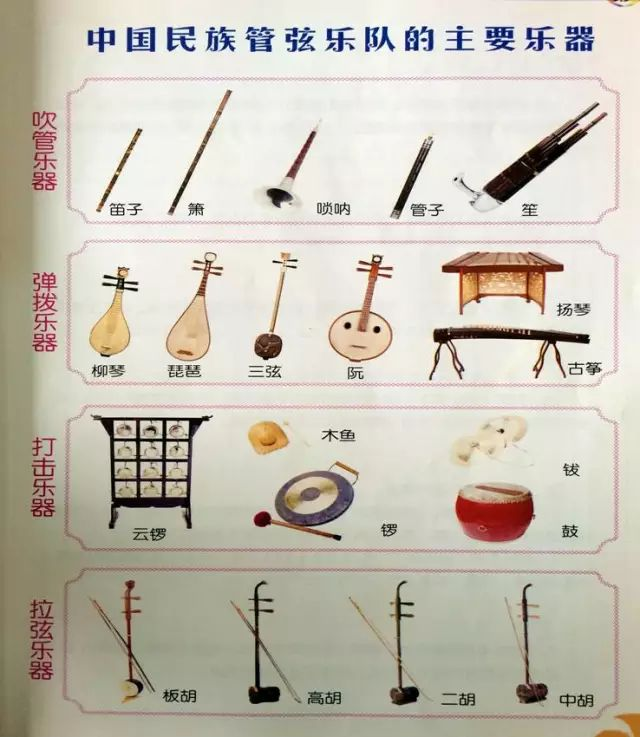 中国民族管弦乐队的主要乐器
吹管乐器
笛子
箫
唢呐
管子
笙
弹拨乐器
扬琴
柳琴
琵琶
三弦
阮
古筝
打击乐器
木鱼
钹
云锣
锣
鼓
拉弦乐器
板胡
高胡
二胡
中胡